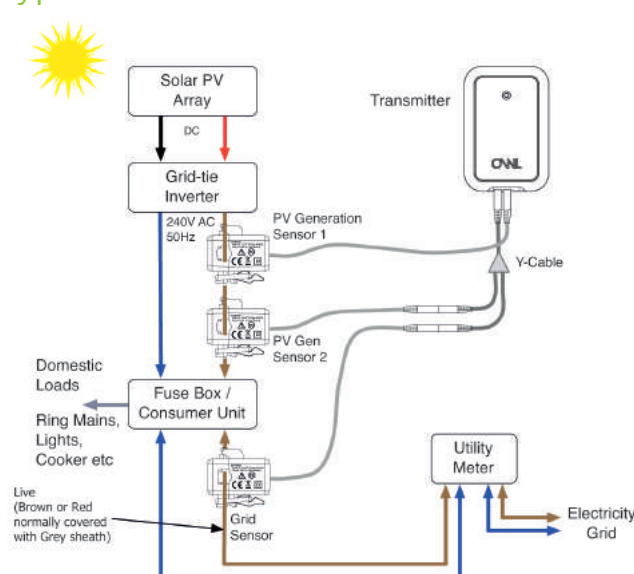 Solar PV
Array
DC
Grid-tie
Inverter
240V AC
50Hz
PV Generation
Sensor 1
Transmitter
OWL
Y-Cable
PV Gen
Sensor 2
Domestic
Loads
Ring Mains,
Lights,
Cooker etc
Fuse Box /
Consumer Unit
Utility
Meter
Live
(Brown or Red
normally covered
with Grey sheath)
Grid
Sensor
Electricity
Grid